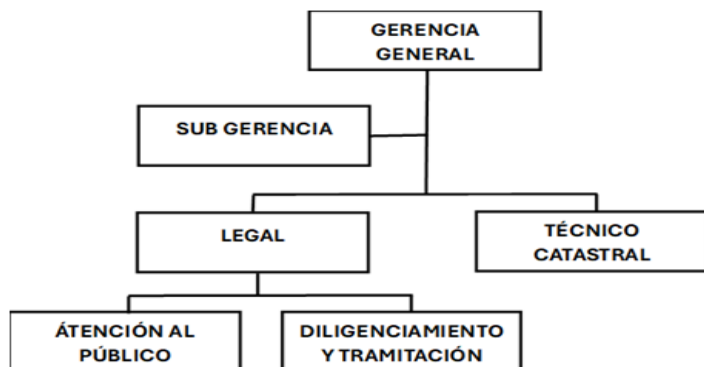 GERENCIA
GENERAL
SUB GERENCIA
LEGAL
TÉCNICO
CATASTRAL
ÁTENCIÓN AL
PÚBLICO
DILIGENCIAMIENTO
Y TRAMITACIÓN